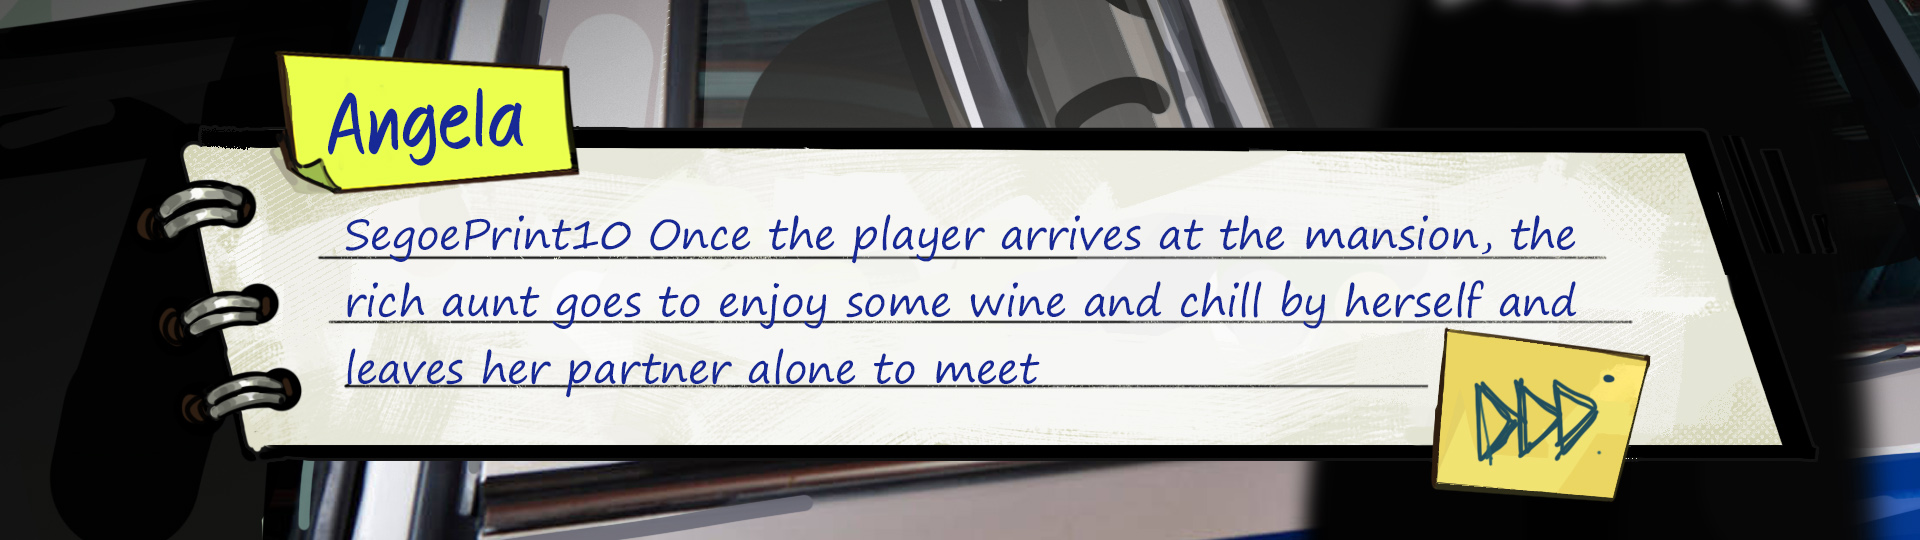 Angela
SegoePrint10 Once the player arrives at the mansion, the
rich aunt goes to enjoy some wine and chill by herself and
leaves her partner alone to meet